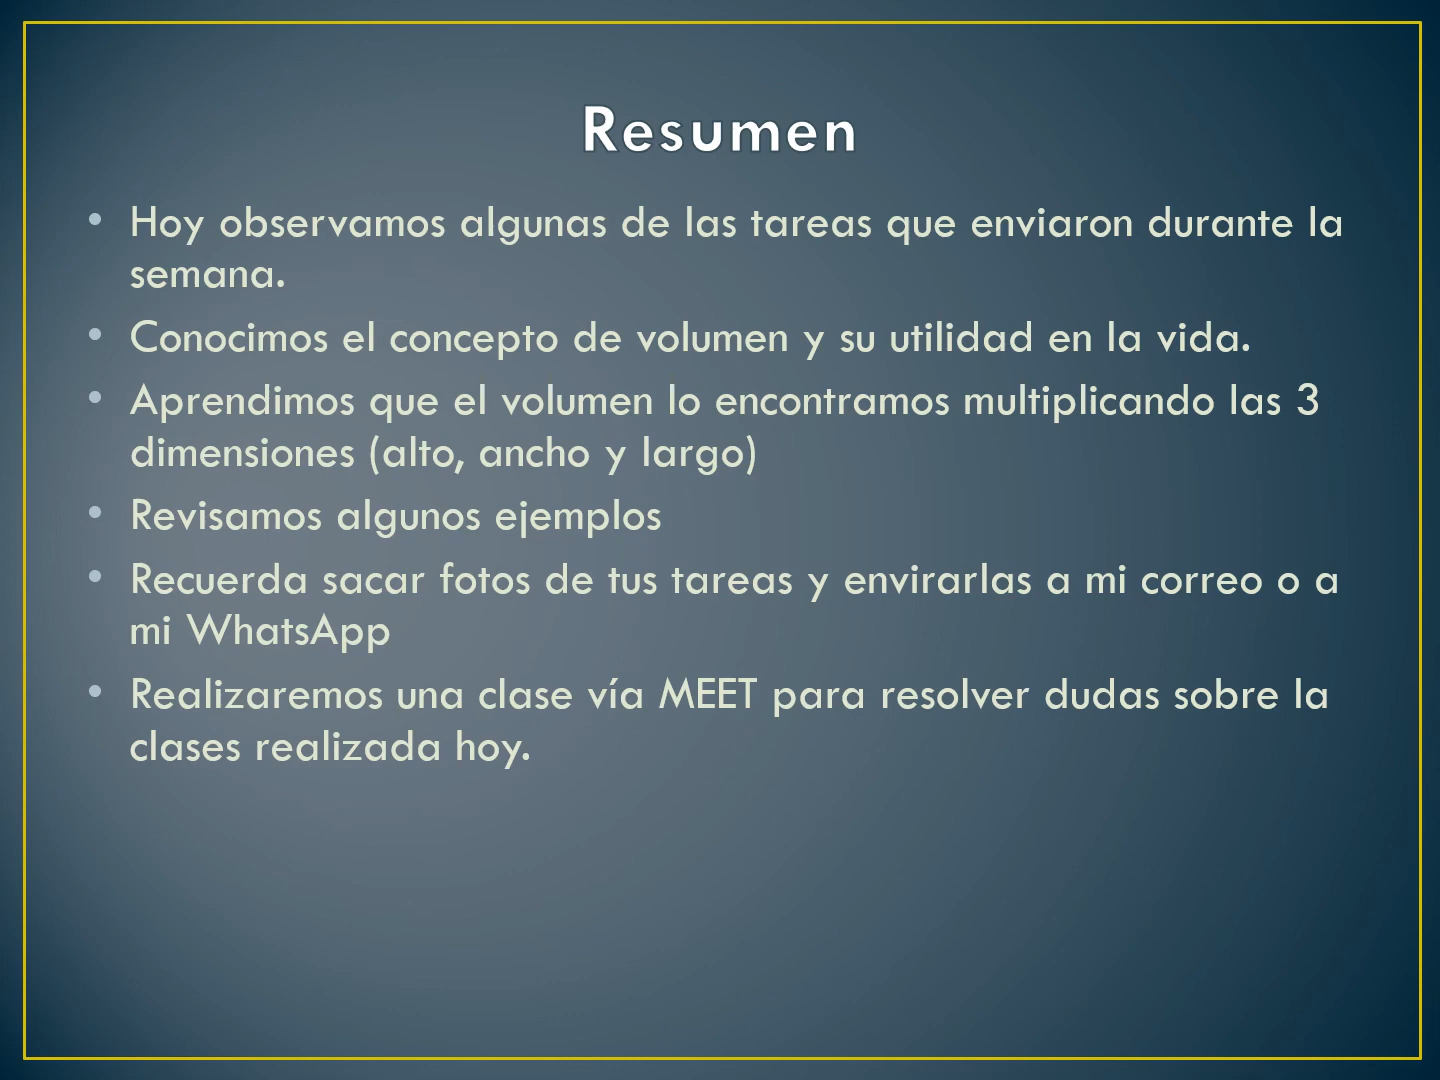 Resumen
• Hoy observamos algunas de las tareas que enviaron durante la
semana.
• Conocimos el concepto de volumen y su utilidad en la vida.
• Aprendimos que el volumen lo encontramos multiplicando las 3
dimensiones (alto, ancho y largo)
• Revisamos algunos ejemplos
• Recuerda sacar fotos de tus tareas y envirarlas a mi correo o a
mi WhatsApp
• Realizaremos una clase vía MEET para resolver dudas sobre la
clases realizada hoy.